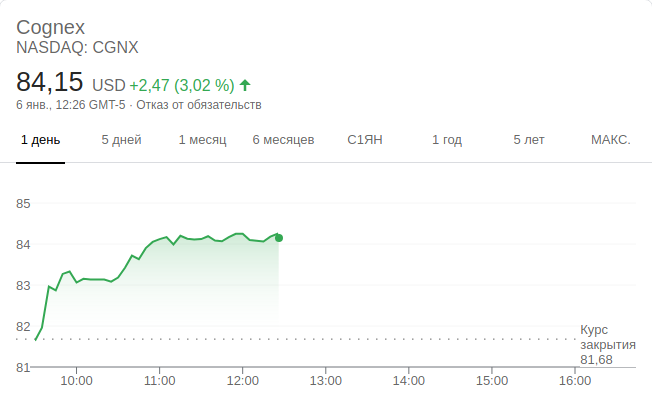 Cognex
NASDAQ: CGNX
84,15 USD +2,47 (3,02 %)
6 янв., 12:26 GMT-5 · Отказ от обязательств
1 день 5 дней 1 месяц 6 месяцев С1ЯН 1 год 5 лет МАКС.
85
84
83
82
81
Курс
закрытия
81,68
10:00 11:00 12:00 13:00 14:00 15:00 16:00